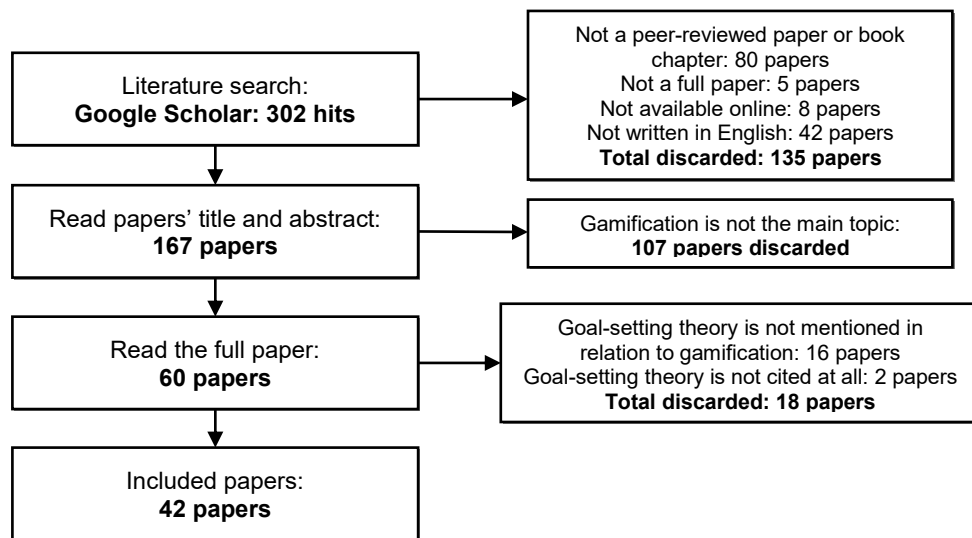 Literature search:
Google Scholar: 302 hits
Not a peer-reviewed paper or book
chapter: 80 papers
Not a full paper: 5 papers
Not available online: 8 papers
Not written in English: 42 papers
Total discarded: 135 papers
Read papers’ title and abstract:
167 papers
Gamification is not the main topic:
107 papers discarded
Read the full paper:
60 papers
Goal-setting theory is not mentioned in
relation to gamification: 16 papers
Goal-setting theory is not cited at all: 2 papers
Total discarded: 18 papers
Included papers:
42 papers